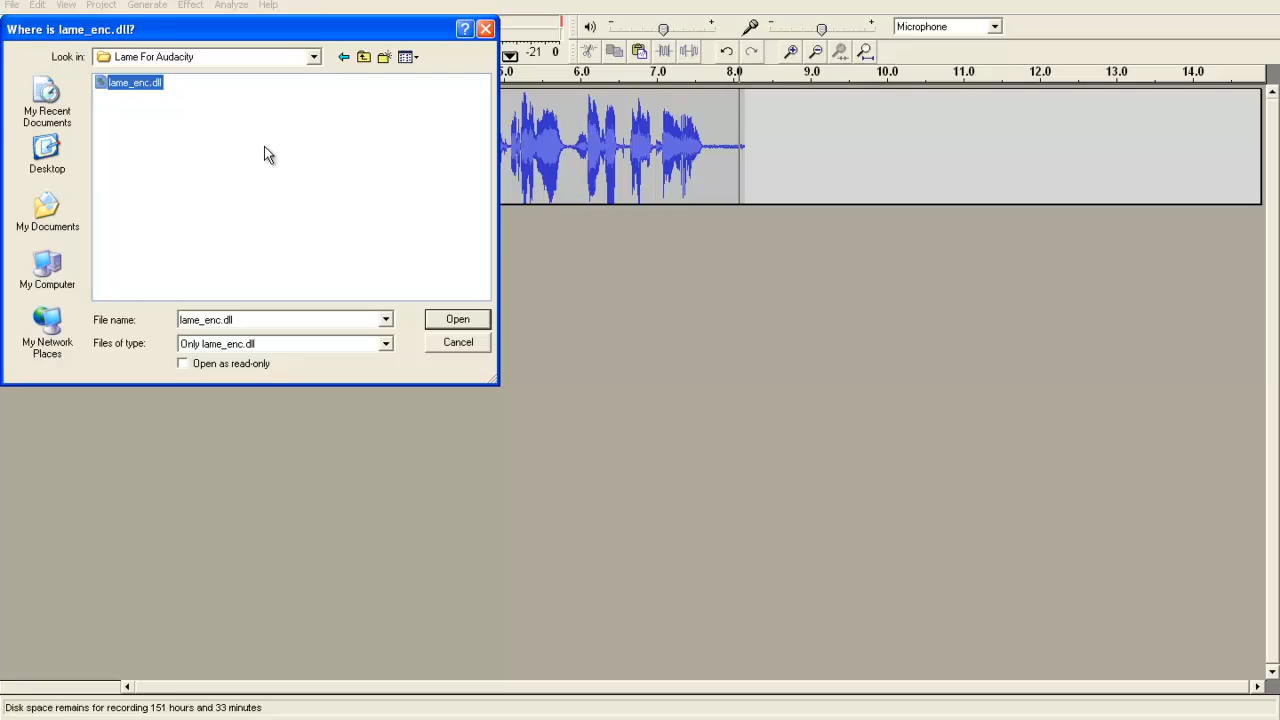 File Edit View Project Generate Effect Analyze Help
Where is lame_enc.dll?
Look in: Lame For Audacity
lame_enc.dll
My Recent
Documents
Desktop
My Documents
My Computer
My Network
Places
File name: lame_enc.dll Open
Files of type: Only lame_enc.dll Cancel
Open as read-only
- + - + Microphone
-21 0
5.0 6.0 7.0 8.0 9.0 10.0 11.0 12.0 13.0 14.0
Disk space remains for recording 151 hours and 33 minutes